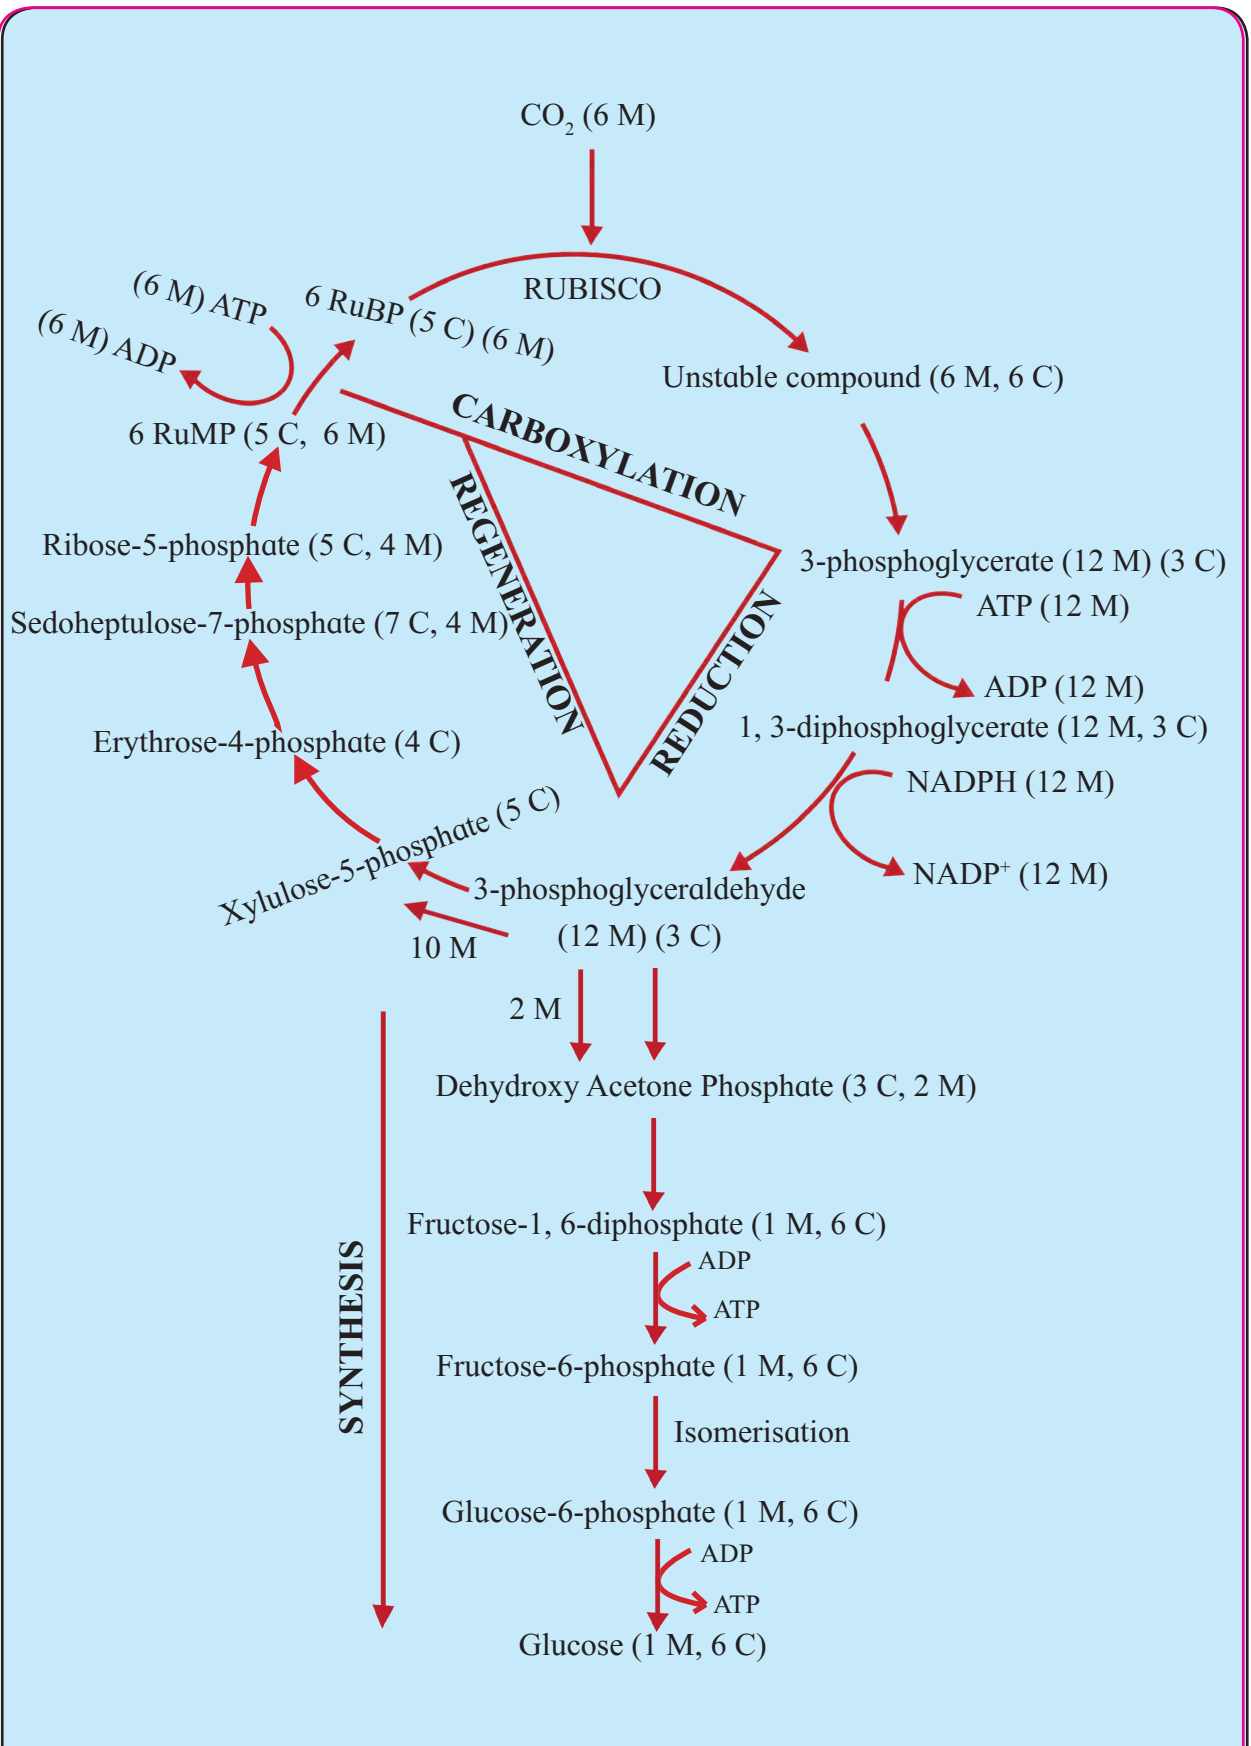 CO₂ (6 M)
RUBISCO
(6 M) ATP
(6 M) ADP
6 RuBP (5 C) (6 M)
Unstable compound (6 M, 6 C)
6 RuMP (5 C, 6 M)
CARBOXYLATION
REGENERATION
REDUCTION
Ribose-5-phosphate (5 C, 4 M)
3-phosphoglycerate (12 M) (3 C)
ATP (12 M)
Sedoheptulose-7-phosphate (7 C, 4 M)
ADP (12 M)
1, 3-diphosphoglycerate (12 M, 3 C)
Erythrose-4-phosphate (4 C)
NADPH (12 M)
Xylulose-5-phosphate (5 C)
NADP⁺ (12 M)
3-phosphoglyceraldehyde
(12 M) (3 C)
10 M
2 M
Dehydroxy Acetone Phosphate (3 C, 2 M)
Fructose-1, 6-diphosphate (1 M, 6 C)
ADP
ATP
SYNTHESIS
Fructose-6-phosphate (1 M, 6 C)
Isomerisation
Glucose-6-phosphate (1 M, 6 C)
ADP
ATP
Glucose (1 M, 6 C)